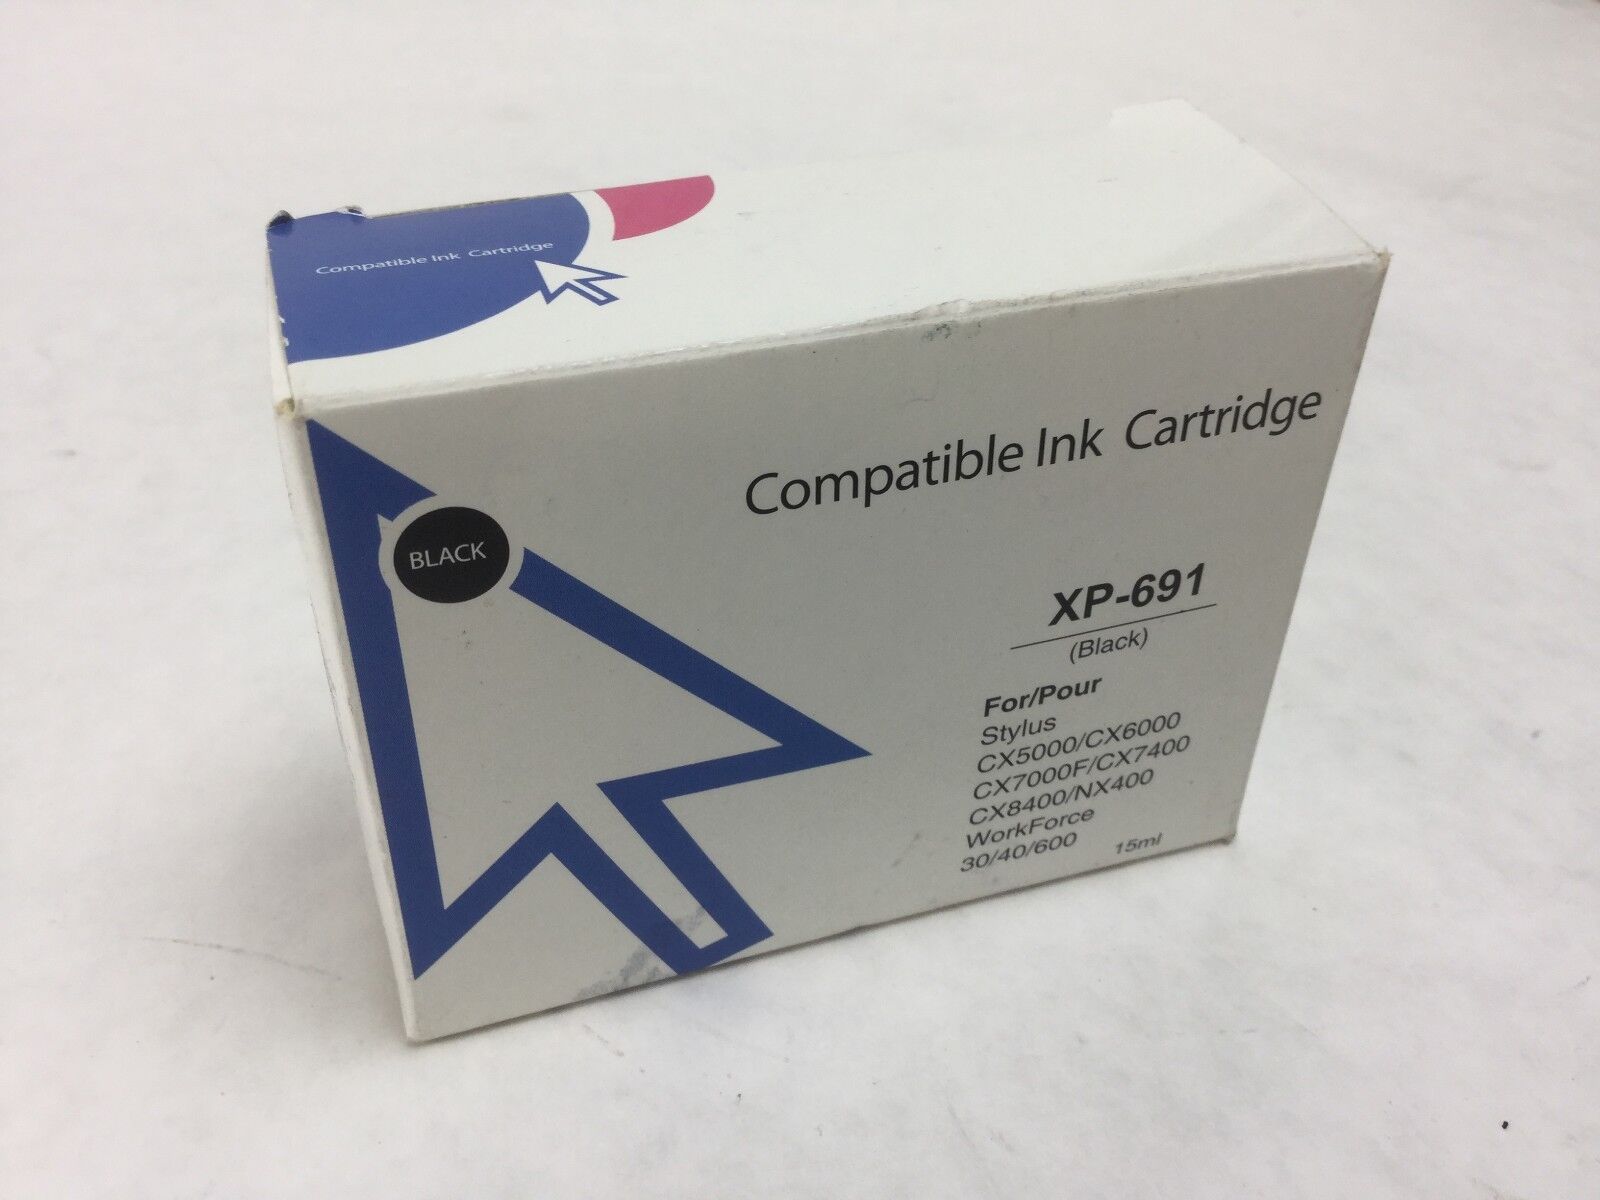 Compatible Ink Cartridge
BLACK
Compatible Ink Cartridge
XP-691
(Black)
For/Pour
Stylus
CX5000/CX6000
CX7000F/CX7400
CX8400/NX400
WorkForce
30/40/600 15ml